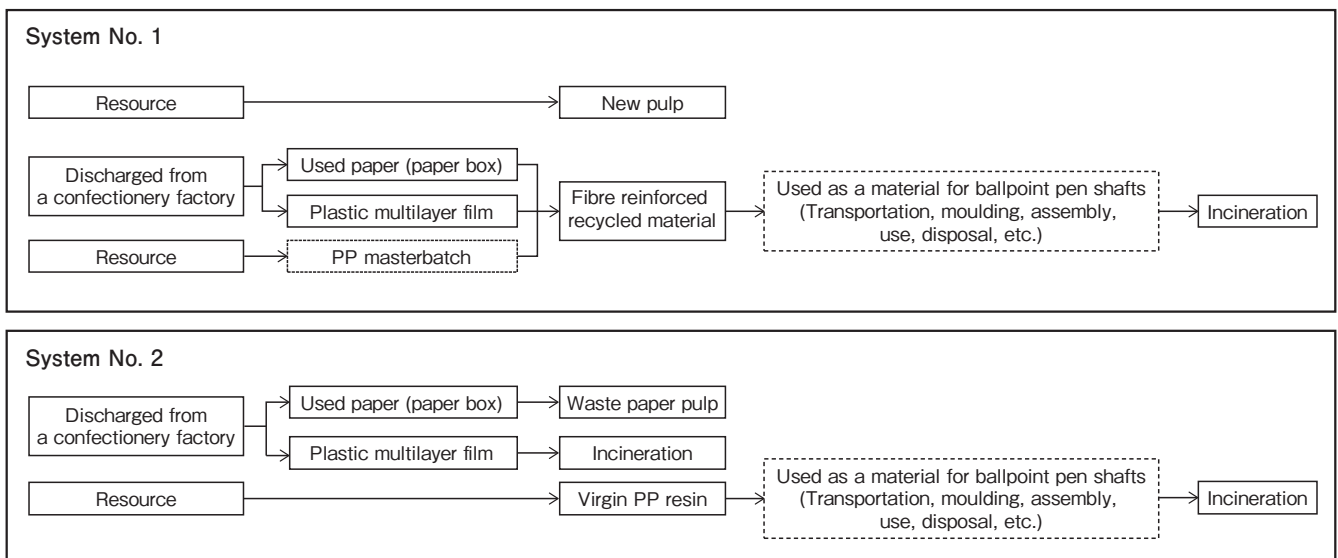 System No. 1
Resource
New pulp
Discharged from
a confectionery factory
Used paper (paper box)
Plastic multilayer film
Resource
PP masterbatch
Fibre reinforced
recycled material
Used as a material for ballpoint pen shafts
(Transportation, moulding, assembly,
use, disposal, etc.)
Incineration
System No. 2
Discharged from
a confectionery factory
Used paper (paper box)
Waste paper pulp
Plastic multilayer film
Incineration
Resource
Virgin PP resin
Used as a material for ballpoint pen shafts
(Transportation, moulding, assembly,
use, disposal, etc.)
Incineration